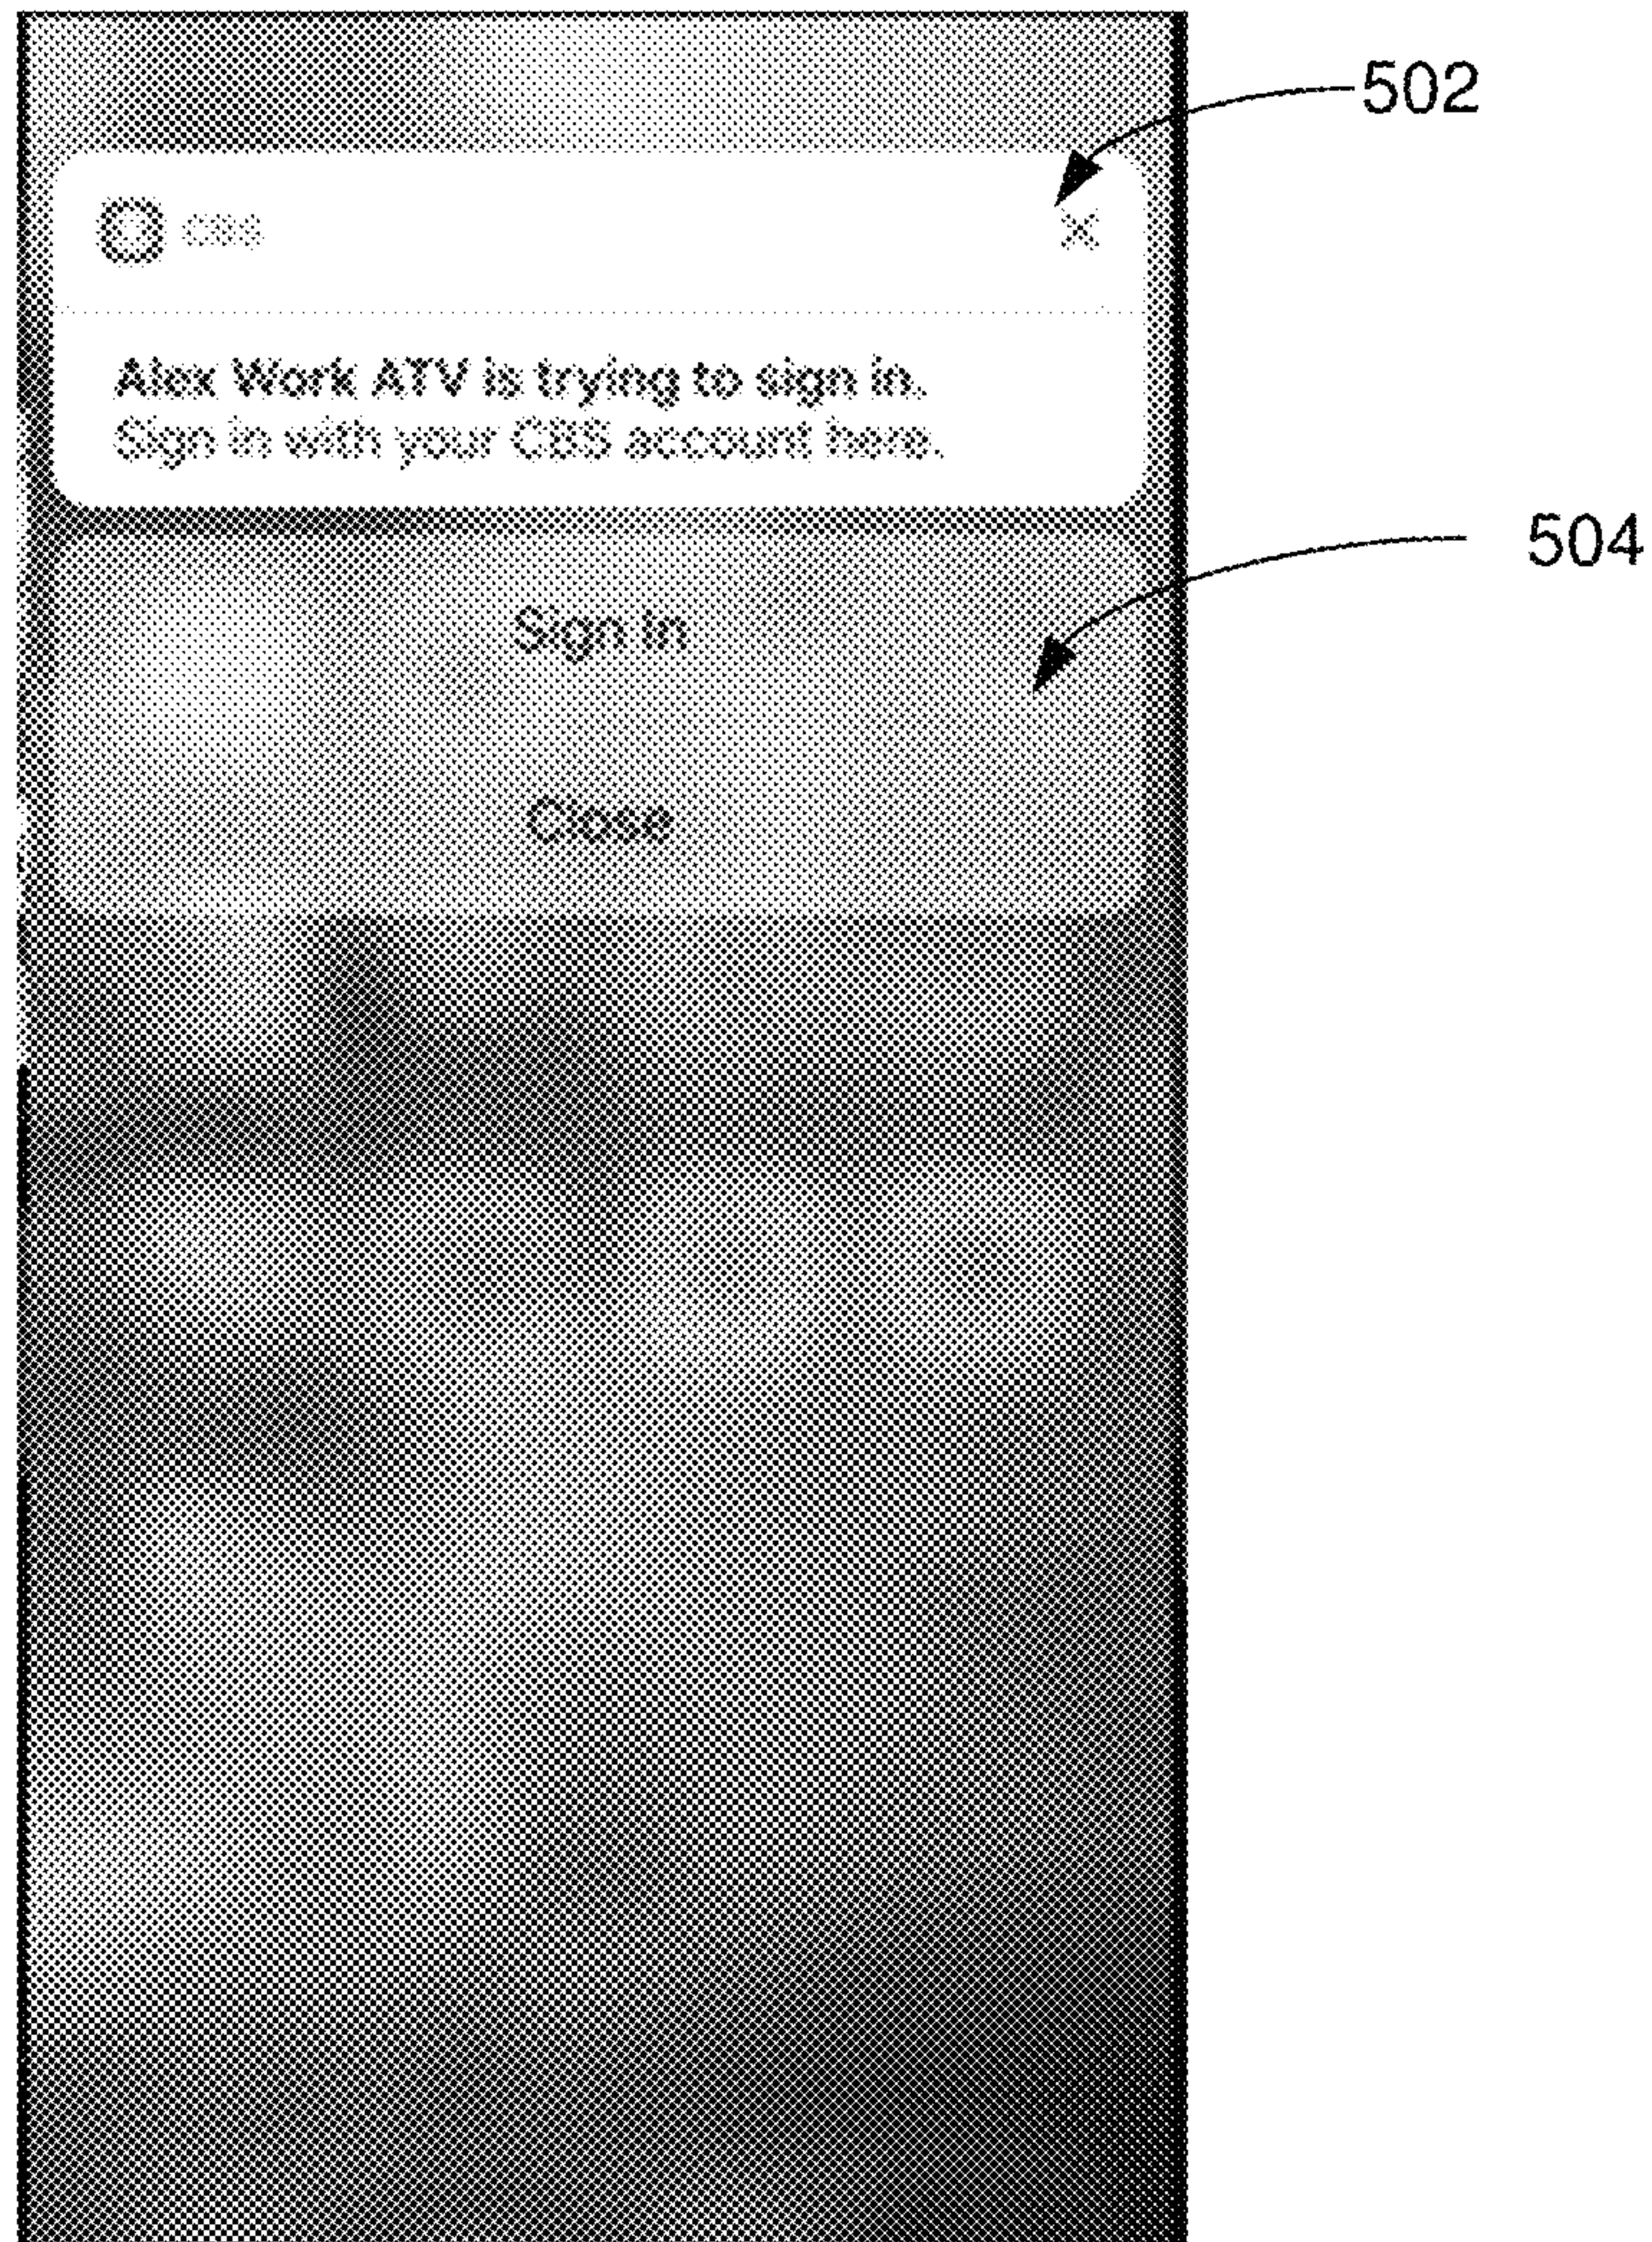 502
CBS
×
Alex Work ATV is trying to sign in.
Sign in with your CBS account here.
504
Sign In
Close